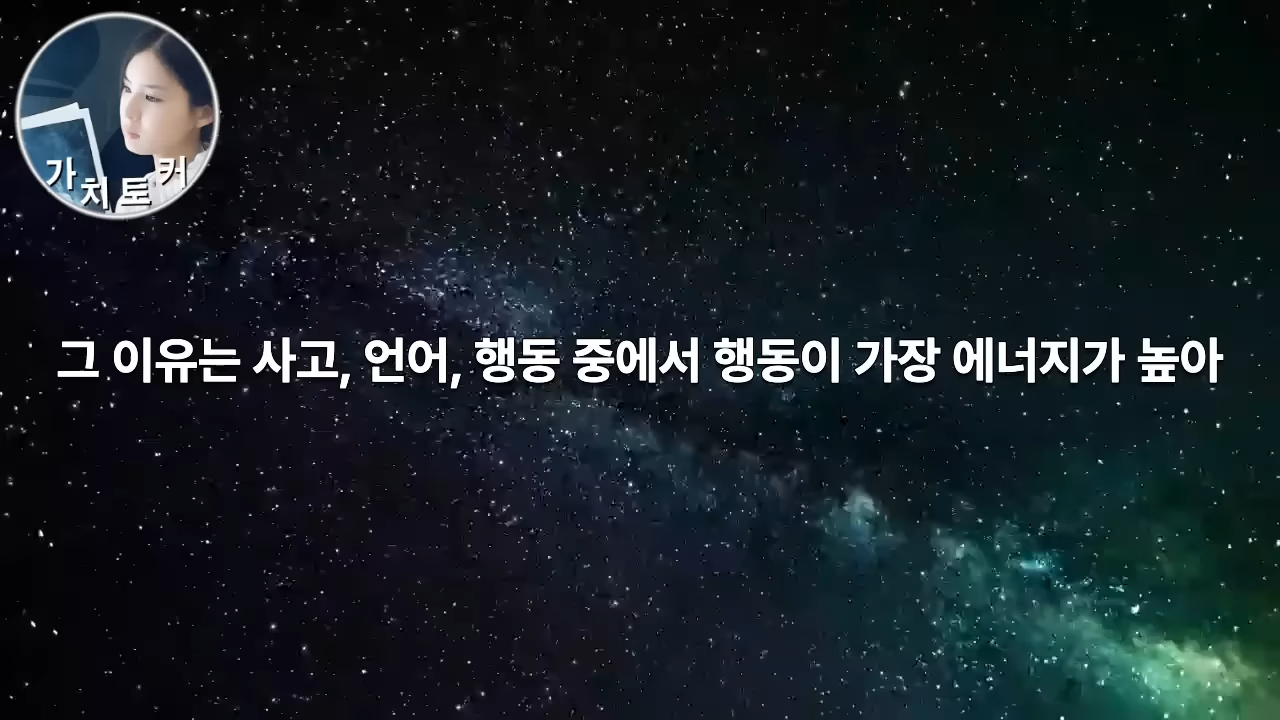 가치토커
그 이유는 사고, 언어, 행동 중에서 행동이 가장 에너지가 높아